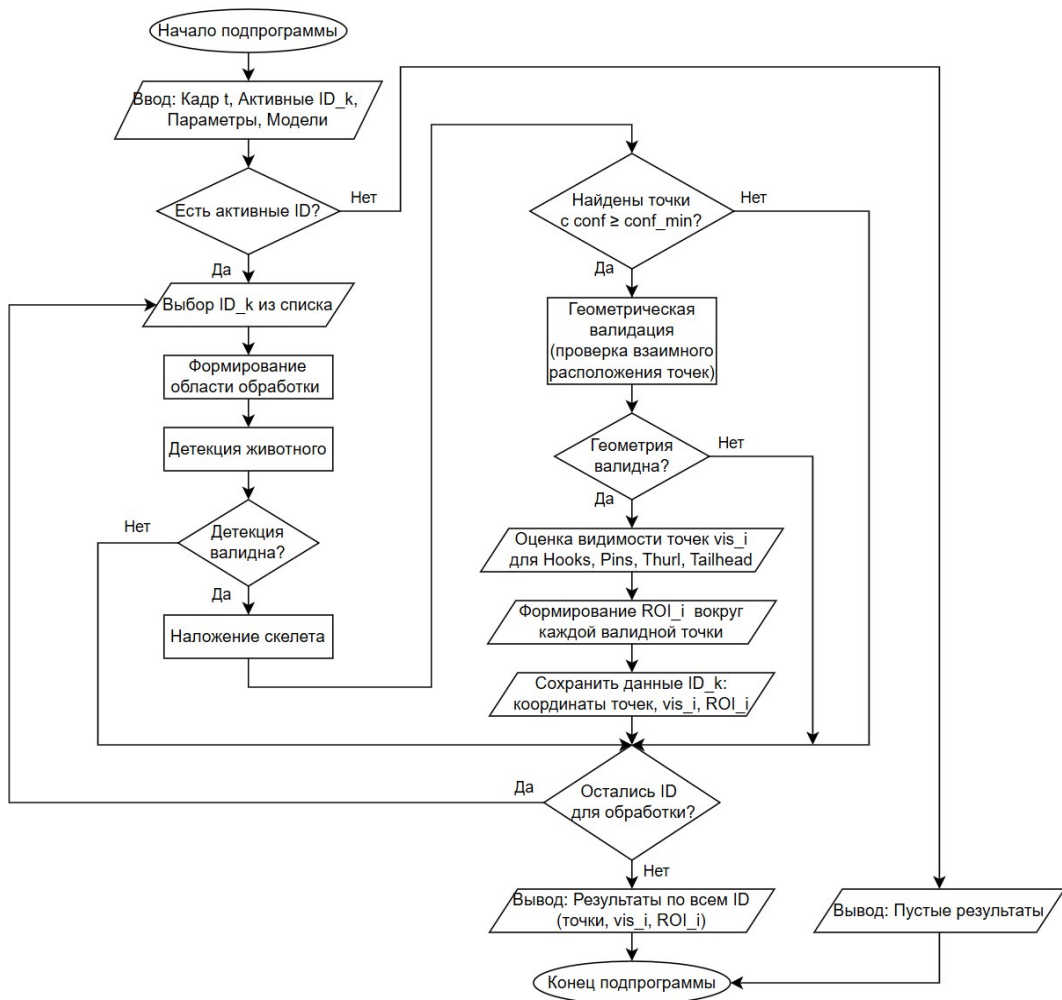 Начало подпрограммы
Ввод: Кадр t, Активные ID_k,
Параметры, Модели
Есть активные ID?
Нет
Да
Выбор ID_k из списка
Формирование
области обработки
Детекция животного
Нет
Детекция
валидна?
Да
Наложение скелета
Найдены точки
с conf ≥ conf_min?
Нет
Да
Геометрическая
валидация
(проверка взаимного
расположения точек)
Геометрия
валидна?
Нет
Да
Оценка видимости точек vis_i
для Hooks, Pins, Thurl, Tailhead
Формирование ROI_i вокруг
каждой валидной точки
Сохранить данные ID_k:
координаты точек, vis_i, ROI_i
Да
Остались ID
для обработки?
Нет
Вывод: Результаты по всем ID
(точки, vis_i, ROI_i)
Вывод: Пустые результаты
Конец подпрограммы